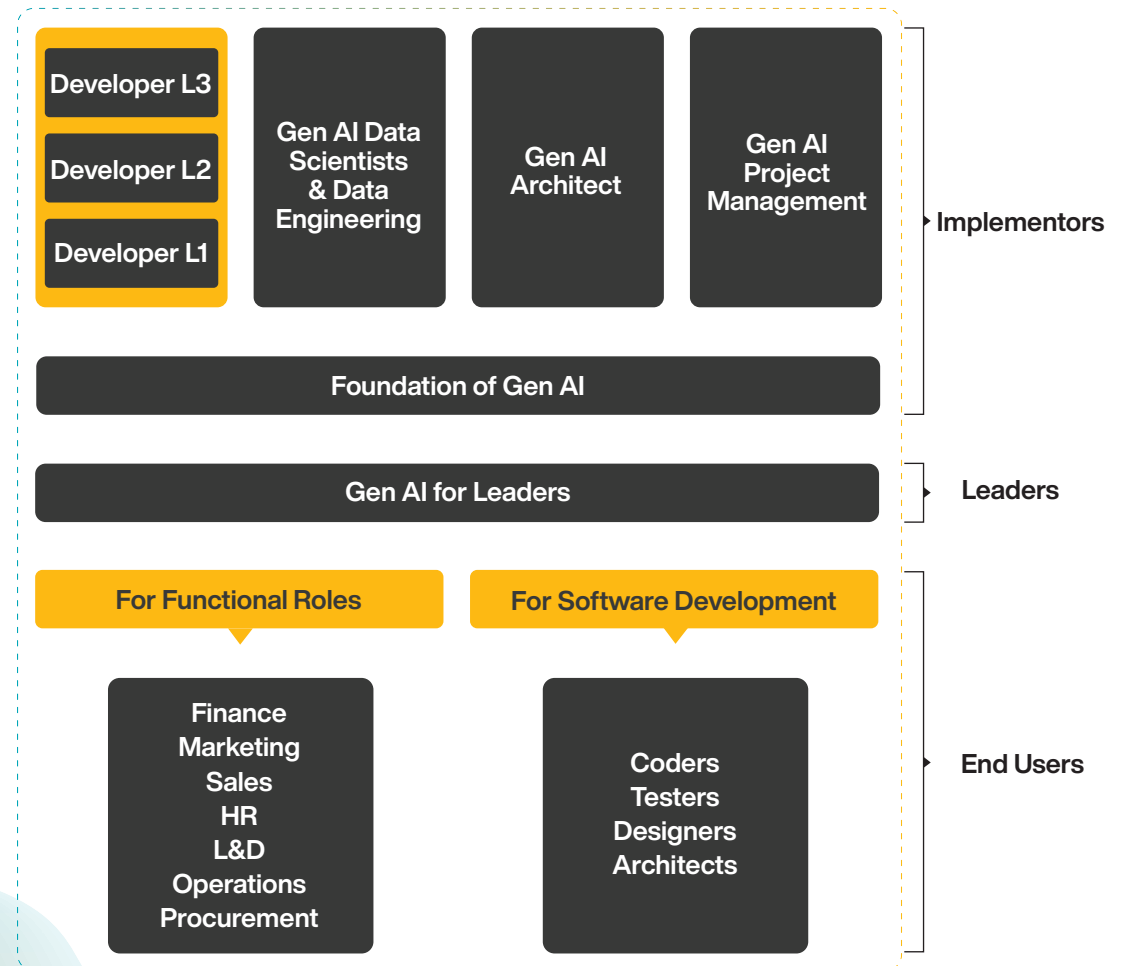 Developer L3
Developer L2
Developer L1
Gen AI Data
Scientists
& Data
Engineering
Gen AI
Architect
Gen AI
Project
Management
Implementors
Foundation of Gen AI
Gen AI for Leaders
Leaders
For Functional Roles
For Software Development
Finance
Marketing
Sales
HR
L&D
Operations
Procurement
Coders
Testers
Designers
Architects
End Users